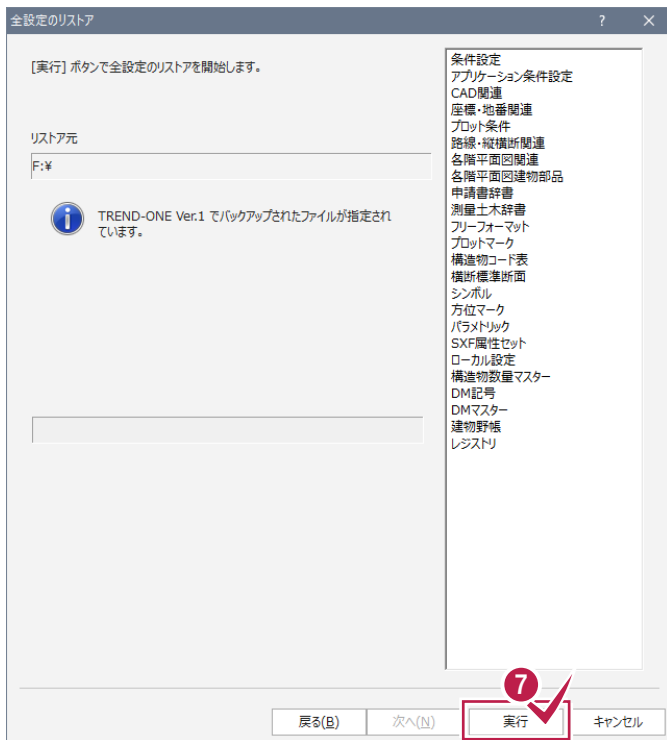 全設定のリストア
? ×
[実行] ボタンで全設定のリストアを開始します。
リストア元
F:¥
TREND-ONE Ver.1 でバックアップされたファイルが指定され
ています。
条件設定
アプリケーション条件設定
CAD関連
座標・地番関連
プロット条件
路線・縦横断関連
各階平面図関連
各階平面図建物部品
申請書辞書
測量土木辞書
フリーフォーマット
プロットマーク
構造物コード表
横断標準断面
シンボル
方位マーク
パラメトリック
SXF属性セット
ローカル設定
構造物数量マスター
DM記号
DMマスター
建物野帳
レジストリ
7
戻る(B)
次へ(N)
実行
キャンセル